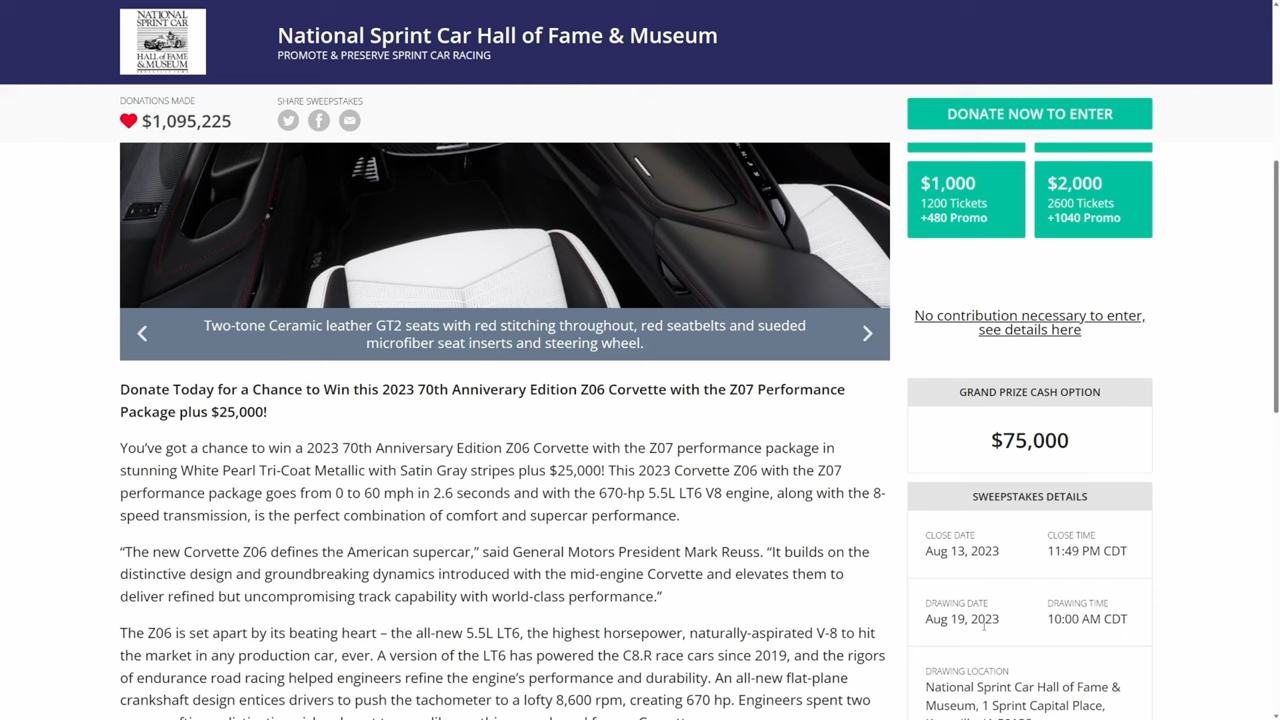 NATIONAL
SPRINT CAR
HALL of FAME
& MUSEUM
National Sprint Car Hall of Fame & Museum
PROMOTE & PRESERVE SPRINT CAR RACING
DONATIONS MADE
$1,095,225
SHARE SWEEPSTAKES
DONATE NOW TO ENTER
$1,000
1200 Tickets
+480 Promo
$2,000
2600 Tickets
+1040 Promo
Two-tone Ceramic leather GT2 seats with red stitching throughout, red seatbelts and sueded
microfiber seat inserts and steering wheel.
No contribution necessary to enter,
see details here
Donate Today for a Chance to Win this 2023 70th Anniverary Edition Z06 Corvette with the Z07 Performance
Package plus $25,000!
You’ve got a chance to win a 2023 70th Anniversary Edition Z06 Corvette with the Z07 performance package in
stunning White Pearl Tri-Coat Metallic with Satin Gray stripes plus $25,000! This 2023 Corvette Z06 with the Z07
performance package goes from 0 to 60 mph in 2.6 seconds and with the 670-hp 5.5L LT6 V8 engine, along with the 8-
speed transmission, is the perfect combination of comfort and supercar performance.
“The new Corvette Z06 defines the American supercar,” said General Motors President Mark Reuss. “It builds on the
distinctive design and groundbreaking dynamics introduced with the mid-engine Corvette and elevates them to
deliver refined but uncompromising track capability with world-class performance.”
The Z06 is set apart by its beating heart – the all-new 5.5L LT6, the highest horsepower, naturally-aspirated V-8 to hit
the market in any production car, ever. A version of the LT6 has powered the C8.R race cars since 2019, and the rigors
of endurance road racing helped engineers refine the engine’s performance and durability. An all-new flat-plane
crankshaft design entices drivers to push the tachometer to a lofty 8,600 rpm, creating 670 hp. Engineers spent two
GRAND PRIZE CASH OPTION
$75,000
SWEEPSTAKES DETAILS
CLOSE DATE
Aug 13, 2023
CLOSE TIME
11:49 PM CDT
DRAWING DATE
Aug 19, 2023
DRAWING TIME
10:00 AM CDT
DRAWING LOCATION
National Sprint Car Hall of Fame &
Museum, 1 Sprint Capital Place,